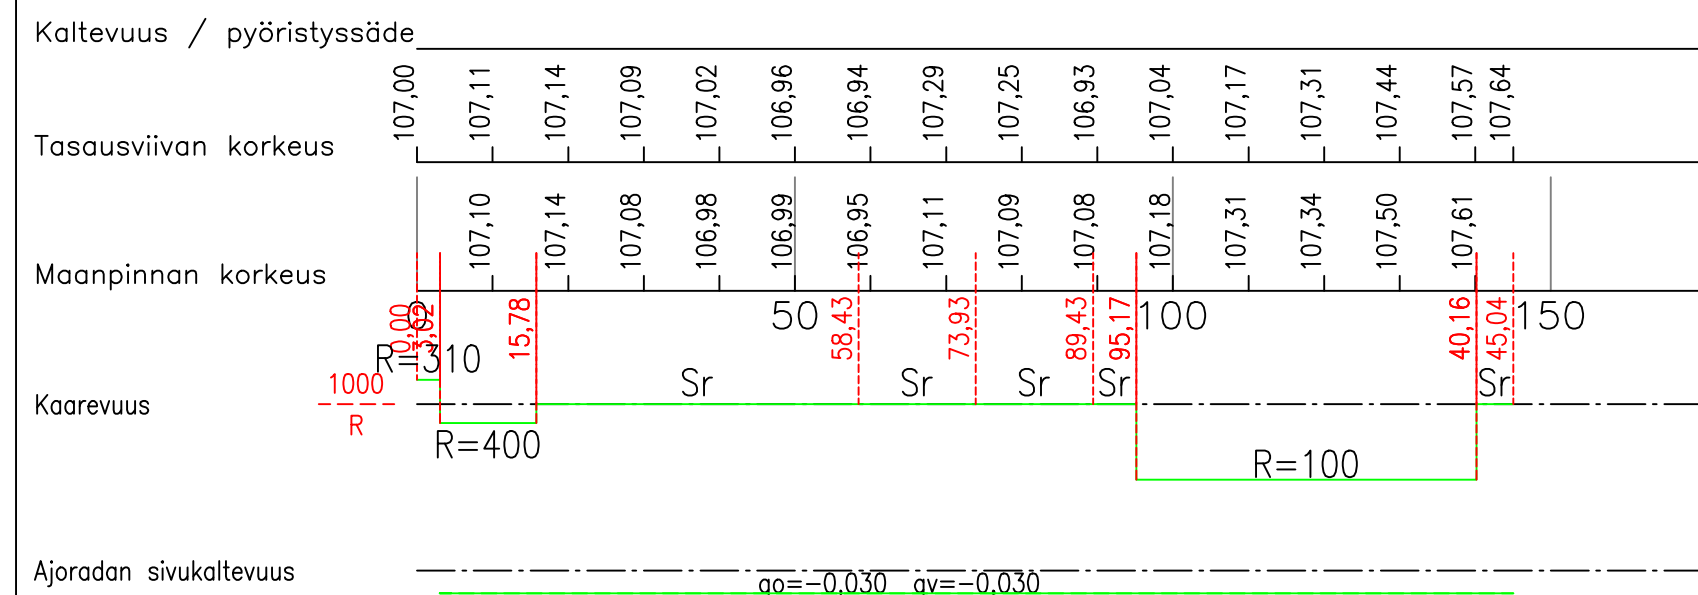 Kaltevuus / pyöristyssäde
Tasausviivan korkeus
107,00 107,11 107,14 107,09 107,02 106,96 106,94 107,29 107,25 106,93 107,04 107,17 107,31 107,44 107,57 107,64
Maanpinnan korkeus
107,10 107,14 107,08 106,98 106,99 106,95 107,11 107,09 107,08 107,18 107,31 107,34 107,50 107,61
0 50 100 150
0,00 3,02 15,78 58,43 73,93 89,43 95,17 40,16 45,04
R=310
Kaarevuus
1000
R
Sr Sr Sr Sr Sr
R=400
R=100
Ajoradan sivukaltevuus
qo=-0,030 qv=-0,030